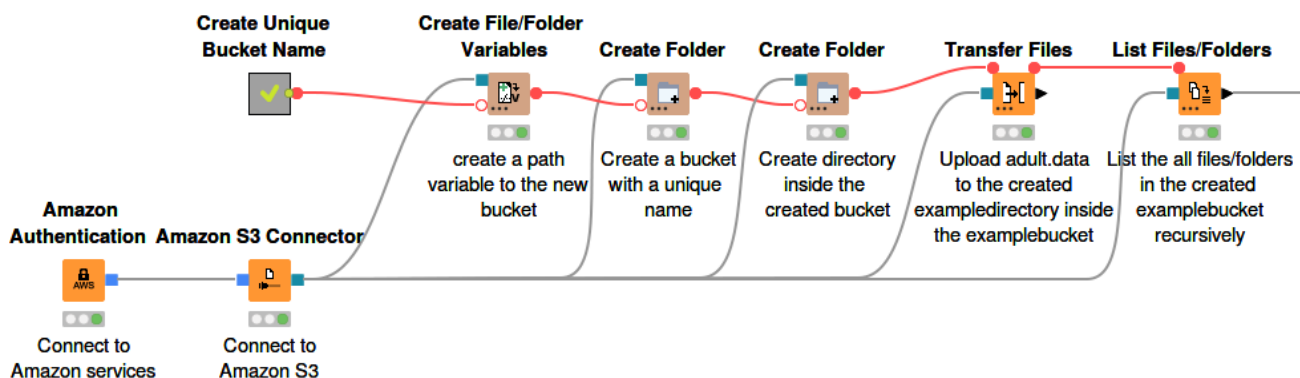 Create Unique
Bucket Name
Create File/Folder
Variables
Create Folder
Create Folder
Transfer Files
List Files/Folders
V
create a path
variable to the new
bucket
Create a bucket
with a unique
name
Create directory
inside the
created bucket
Upload adult.data
to the created
exampledirectory inside
the examplebucket
List the all files/folders
in the created
examplebucket
recursively
Amazon
Authentication
Amazon S3 Connector
AWS
Connect to
Amazon services
Connect to
Amazon S3